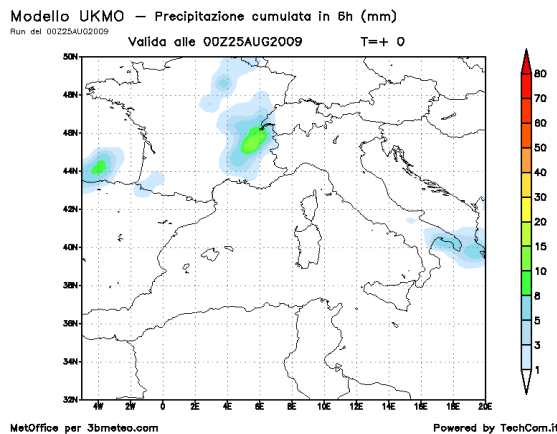 Modello UKMO — Precipitazione cumulata in 6h (mm)
Run del 00Z25AUG2009
Valida alle 00Z25AUG2009 T=+ 0
50N
48N
46N
44N
42N
40N
38N
36N
34N
32N
4W 2W 0 2E 4E 6E 8E 10E 12E 14E 16E 18E 20E
80
70
60
50
40
30
20
15
10
8
5
3
1
MetOffice per 3bmeteo.com Powered by TechCom.it